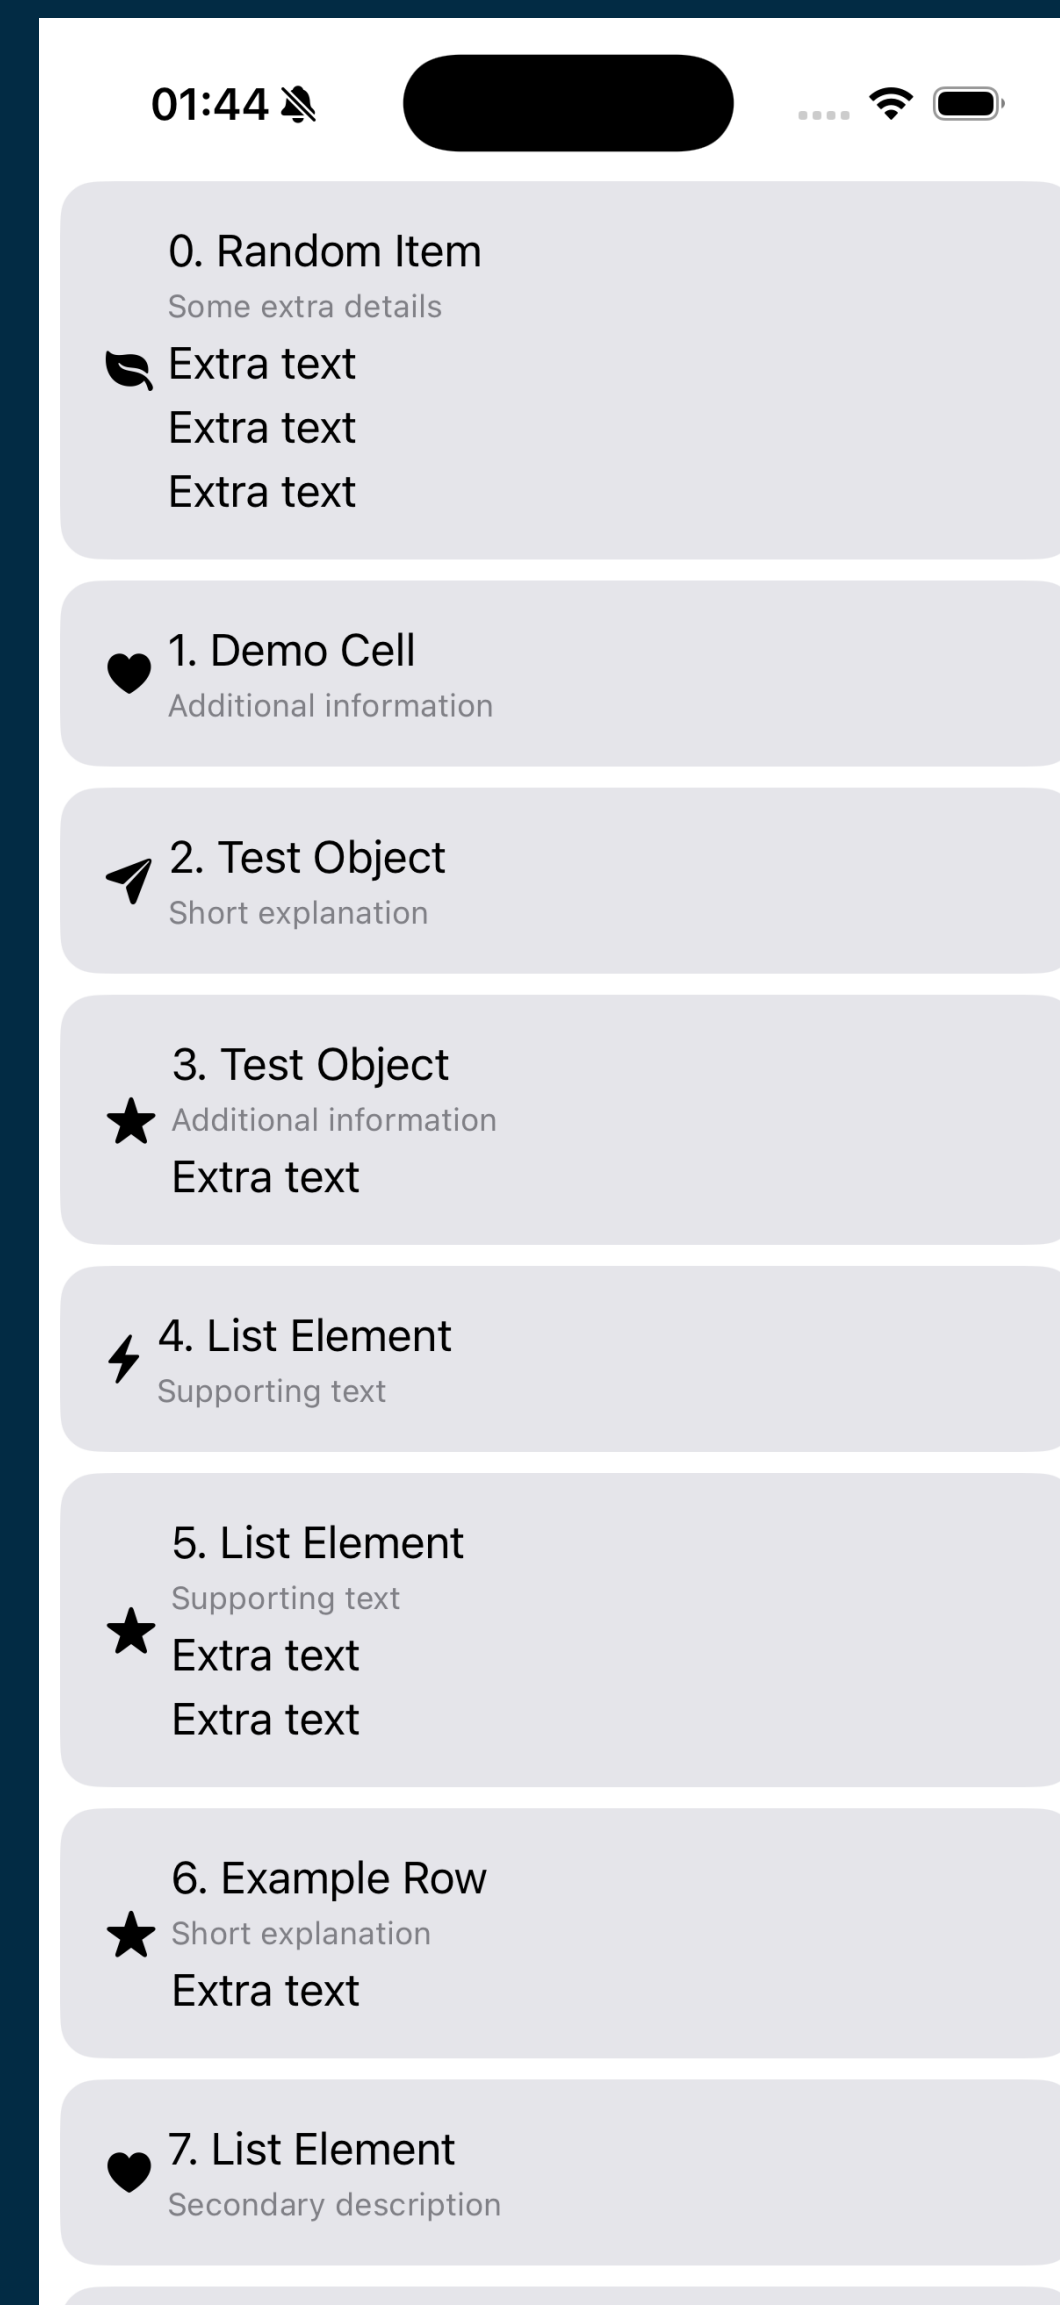 01:44
0. Random Item
Some extra details
Extra text
Extra text
Extra text
1. Demo Cell
Additional information
2. Test Object
Short explanation
3. Test Object
Additional information
Extra text
4. List Element
Supporting text
5. List Element
Supporting text
Extra text
Extra text
6. Example Row
Short explanation
Extra text
7. List Element
Secondary description